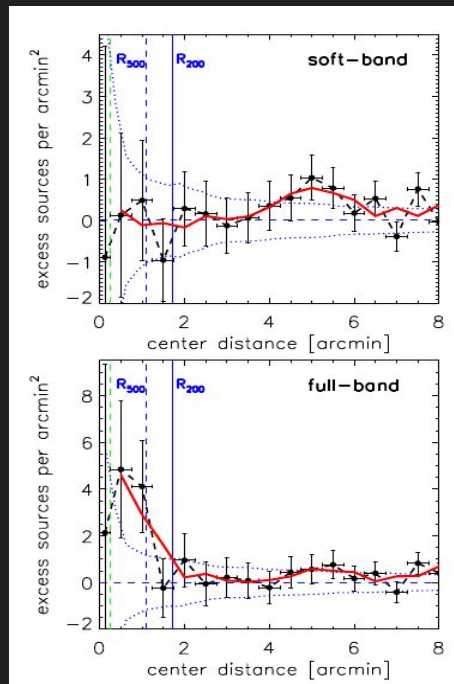 4
R500 R200 soft-band
3
2
1
0
-1
-2
0 2 4 6 8
center distance [arcmin]
excess sources per arcmin2
R500 R200 full-band
8
6
4
2
0
-2
0 2 4 6 8
center distance [arcmin]
excess sources per arcmin2